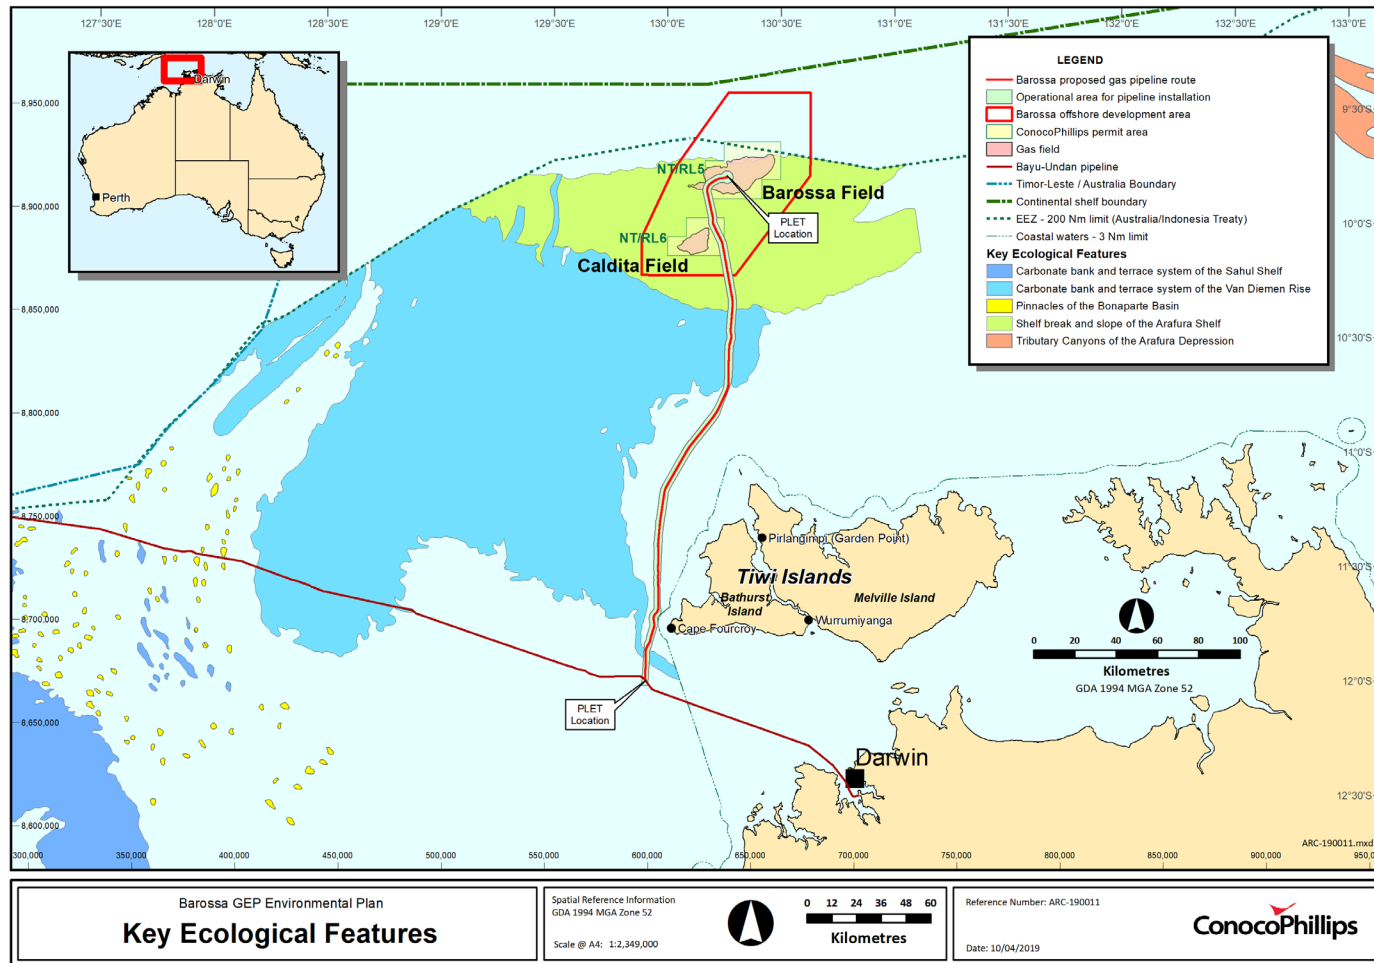 127°30'E
128°0'E
128°30'E
129°0'E
129°30'E
130°0'E
130°30'E
131°0'E
131°30'E
132°0'E
132°30'E
133°0'E
Darwin
Perth
LEGEND
Barossa proposed gas pipeline route
Operational area for pipeline installation
Barossa offshore development area
ConocoPhillips permit area
Gas field
Bayu-Undan pipeline
Timor-Leste / Australia Boundary
Continental shelf boundary
EEZ - 200 Nm limit (Australia/Indonesia Treaty)
Coastal waters - 3 Nm limit
Key Ecological Features
Carbonate bank and terrace system of the Sahul Shelf
Carbonate bank and terrace system of the Van Diemen Rise
Pinnacles of the Bonaparte Basin
Shelf break and slope of the Arafura Shelf
Tributary Canyons of the Arafura Depression
8,950,000
8,900,000
8,850,000
8,800,000
8,750,000
8,700,000
8,650,000
8,600,000
9°30'S
10°0'S
10°30'S
11°0'S
11°30'S
12°0'S
12°30'S
NT/RL5
Barossa Field
PLET
Location
NT/RL6
Caldita Field
Pirlangimpi (Garden Point)
Tiwi Islands
Bathurst
Island
Melville Island
Wurrumiyanga
Cape Fourcroy
PLET
Location
Darwin
0 20 40 60 80 100
Kilometres
GDA 1994 MGA Zone 52
ARC-190011.mxd
300,000
350,000
400,000
450,000
500,000
550,000
600,000
650,000
700,000
750,000
800,000
850,000
900,000
950,0
Barossa GEP Environmental Plan
Key Ecological Features
Spatial Reference Information
GDA 1994 MGA Zone 52
Scale @ A4: 1:2,349,000
0 12 24 36 48 60
Kilometres
Reference Number: ARC-190011
Date: 10/04/2019
ConocoPhillips